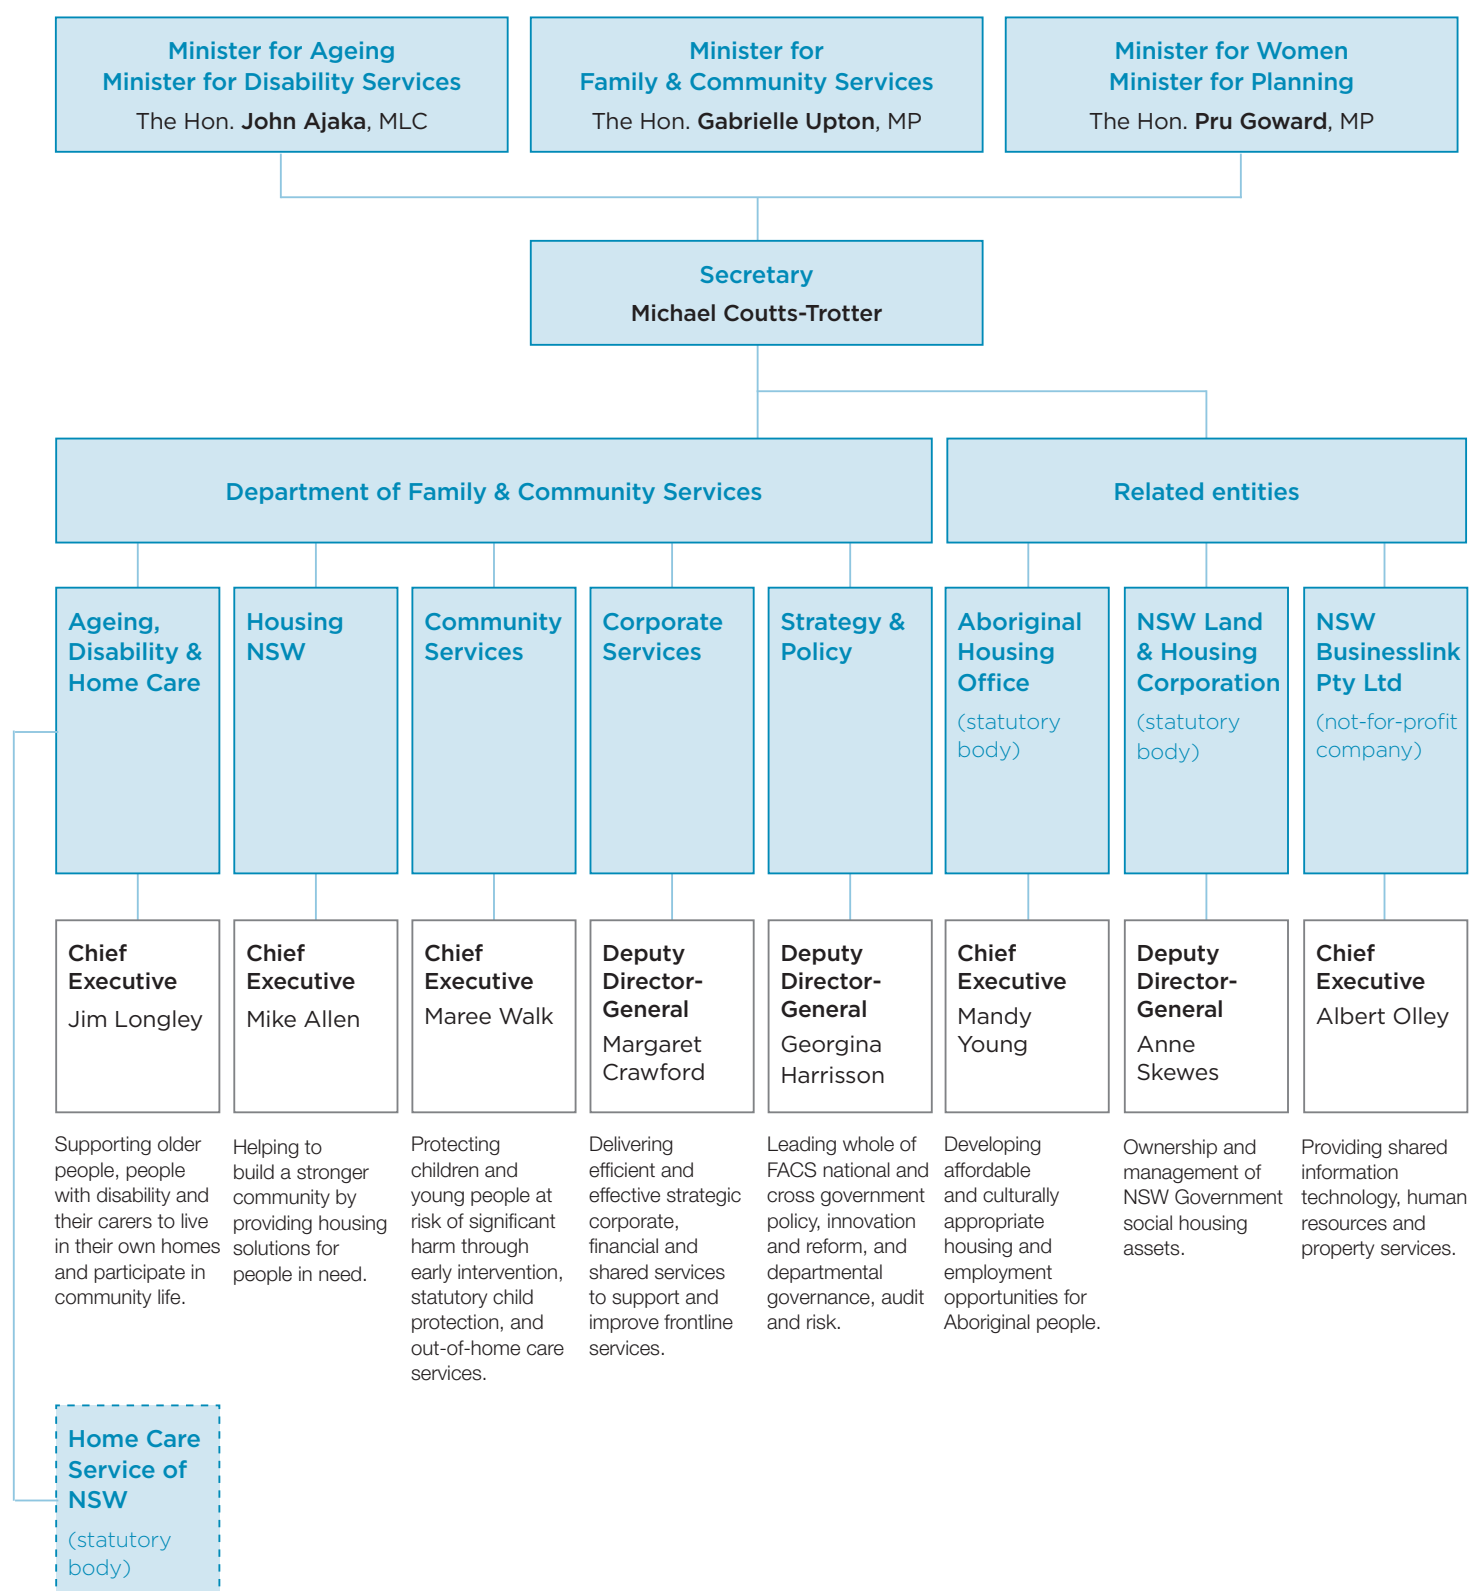 Minister for Ageing
Minister for Disability Services
The Hon. John Ajaka, MLC
Minister for
Family & Community Services
The Hon. Gabrielle Upton, MP
Minister for Women
Minister for Planning
The Hon. Pru Goward, MP
Secretary
Michael Coutts-Trotter
Department of Family & Community Services
Related entities
Ageing,
Disability &
Home Care
Housing
NSW
Community
Services
Corporate
Services
Strategy &
Policy
Aboriginal
Housing
Office
(statutory
body)
NSW Land
& Housing
Corporation
(statutory
body)
NSW
Businesslink
Pty Ltd
(not-for-profit
company)
Chief
Executive
Jim Longley
Chief
Executive
Mike Allen
Chief
Executive
Maree Walk
Deputy
Director-
General
Margaret
Crawford
Deputy
Director-
General
Georgina
Harrisson
Chief
Executive
Mandy
Young
Deputy
Director-
General
Anne
Skewes
Chief
Executive
Albert Olley
Supporting older
people, people
with disability and
their carers to live
in their own homes
and participate in
community life.
Helping to
build a stronger
community by
providing housing
solutions for
people in need.
Protecting
children and
young people at
risk of significant
harm through
early intervention,
statutory child
protection, and
out-of-home care
services.
Delivering
efficient and
effective strategic
corporate,
financial and
shared services
to support and
improve frontline
services.
Leading whole of
FACS national and
cross government
policy, innovation
and reform, and
departmental
governance, audit
and risk.
Developing
affordable
and culturally
appropriate
housing and
employment
opportunities for
Aboriginal people.
Ownership and
management of
NSW Government
social housing
assets.
Providing shared
information
technology, human
resources and
property services.
Home Care
Service of
NSW
(statutory
body)